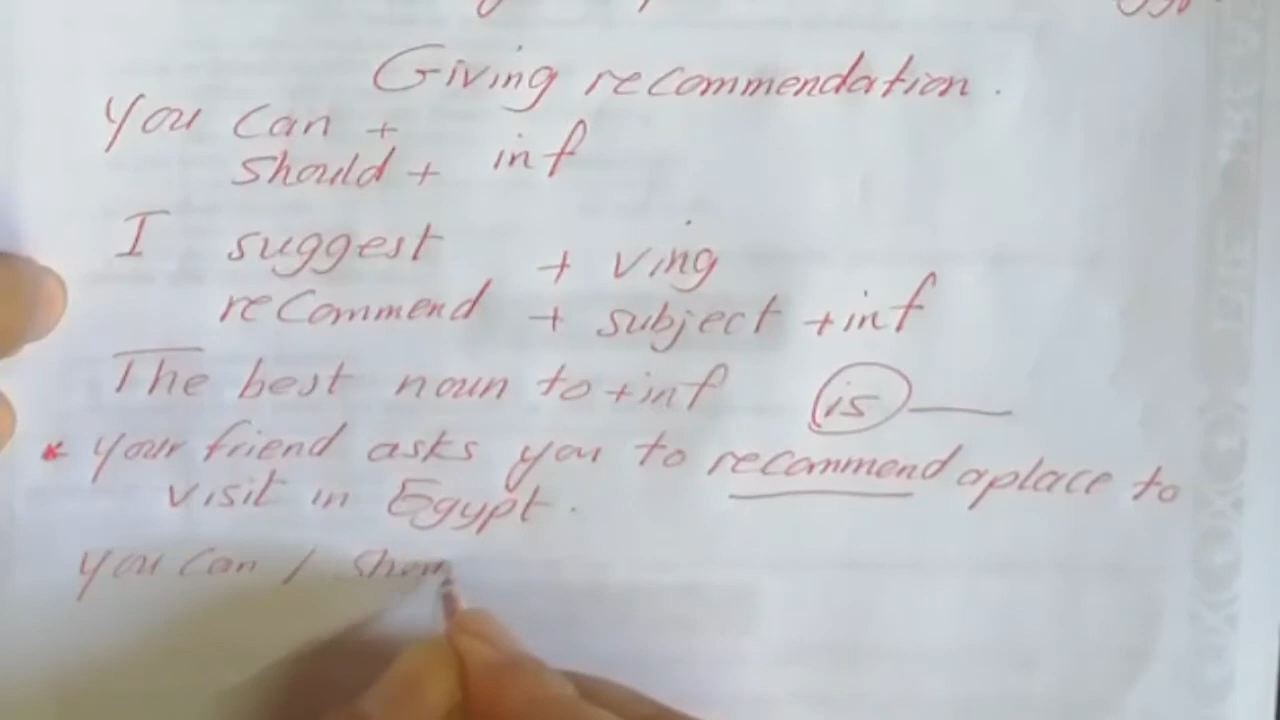 Giving recommendation.
You can +
should + inf
I suggest + ving
recommend + subject + inf
The best noun to + inf is ___
* your friend asks you to recommend a place to
visit in Egypt.
you can /